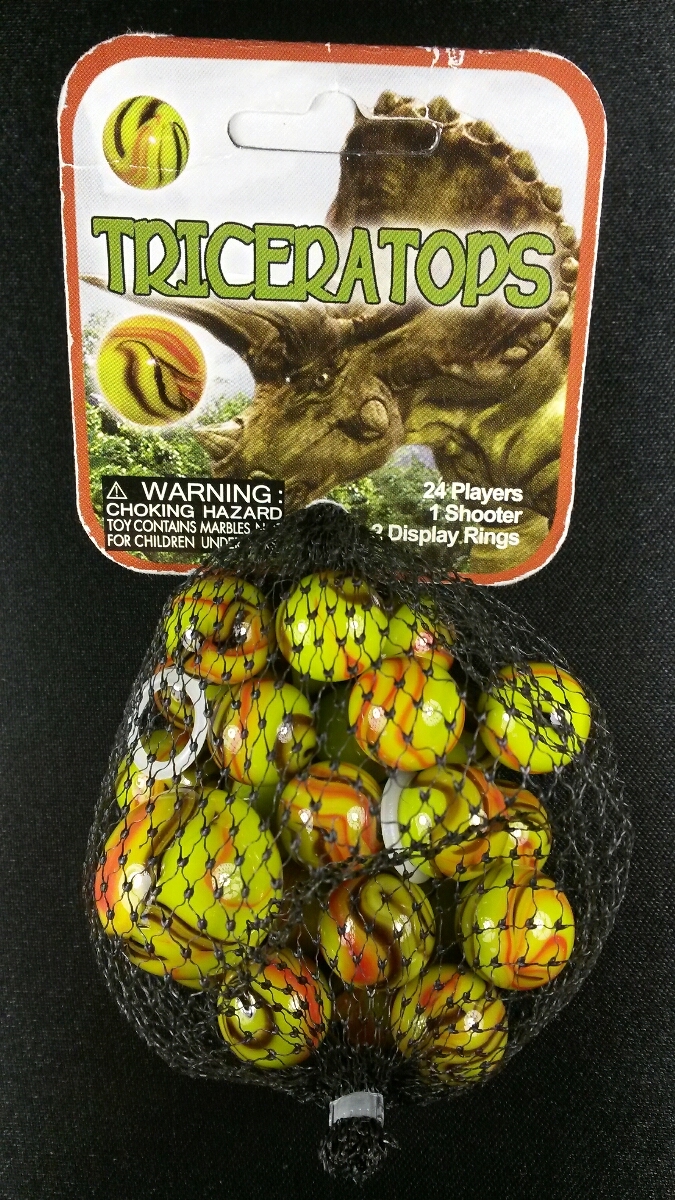 TRICERATOPS
⚠ WARNING:
CHOKING HAZARD
TOY CONTAINS MARBLES
FOR CHILDREN
24 Players
1 Shooter
Display Rings